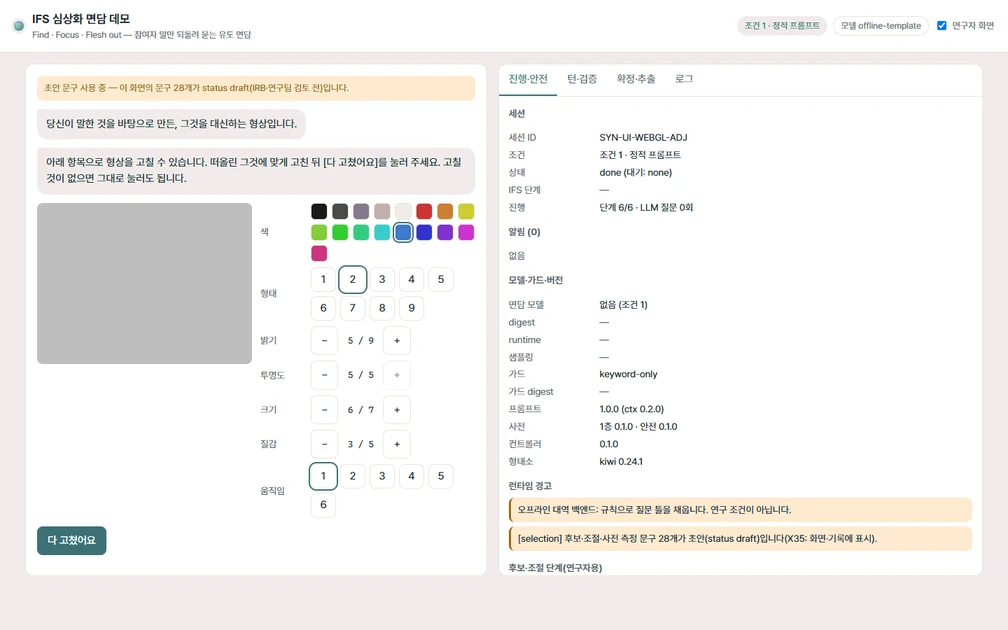 IFS 심상화 면담 데모
Find · Focus · Flesh out — 참여자 말만 되돌려 묻는 유도 면담
조건 1 · 정적 프롬프트
모델 offline-template
연구자 화면
초안 문구 사용 중 — 이 화면의 문구 28개가 status draft(IRB·연구팀 검토 전)입니다.
당신이 말한 것을 바탕으로 만든, 그것을 대신하는 형상입니다.
아래 항목으로 형상을 고칠 수 있습니다. 떠올린 그것에 맞게 고친 뒤 [다 고쳤어요]를 눌러 주세요. 고칠
것이 없으면 그대로 눌러도 됩니다.
색
형태
1 2 3 4 5
6 7 8 9
밝기
− 5 / 9 +
투명도
− 5 / 5 +
크기
− 6 / 7 +
질감
− 3 / 5 +
움직임
1 2 3 4 5
6
다 고쳤어요
진행·안전 턴·검증 확정·추출 로그
세션
세션 ID SYN-UI-WEBGL-ADJ
조건 조건 1 · 정적 프롬프트
상태 done (대기: none)
IFS 단계 —
진행 단계 6/6 · LLM 질문 0회
알림 (0)
없음
모델·가드·버전
면담 모델 없음 (조건 1)
digest —
runtime —
샘플링 —
가드 keyword-only
가드 digest —
프롬프트 1.0.0 (ctx 0.2.0)
사전 1층 0.1.0 · 안전 0.1.0
컨트롤러 0.1.0
형태소 kiwi 0.24.1
런타임 경고
오프라인 대역 백엔드: 규칙으로 질문 틀을 채웁니다. 연구 조건이 아닙니다.
[selection] 후보·조절·사전 측정 문구 28개가 초안(status draft)입니다(X35: 화면·기록에 표시).
후보·조절 단계(연구자용)